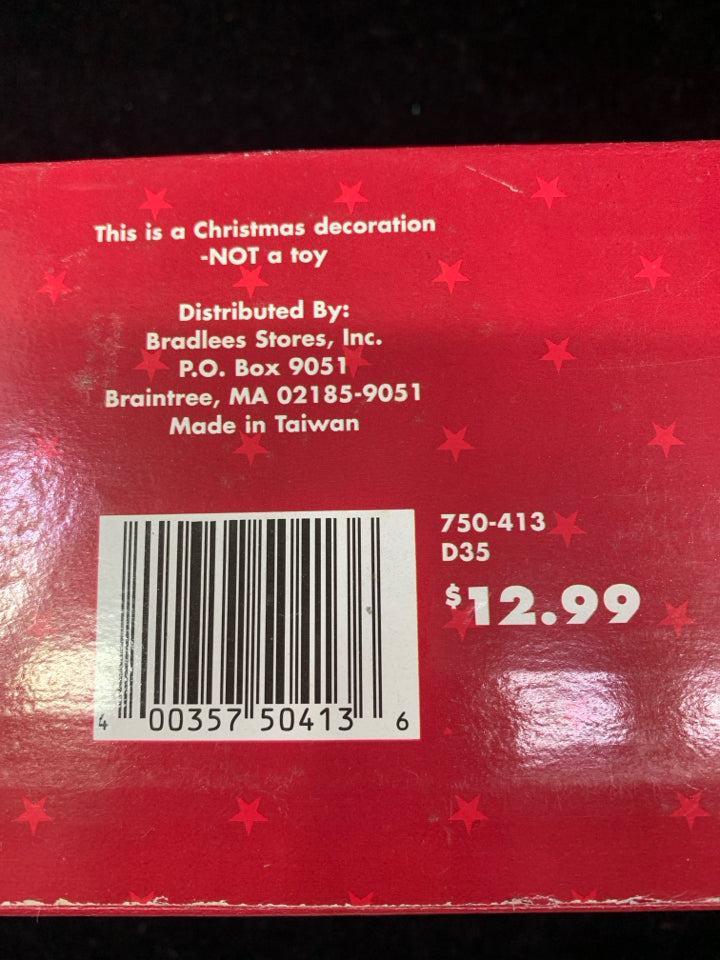 This is a Christmas decoration
-NOT a toy
Distributed By:
Bradlees Stores, Inc.
P.O. Box 9051
Braintree, MA 02185-9051
Made in Taiwan
750-413
D35
$12.99
4 00357 50413 6